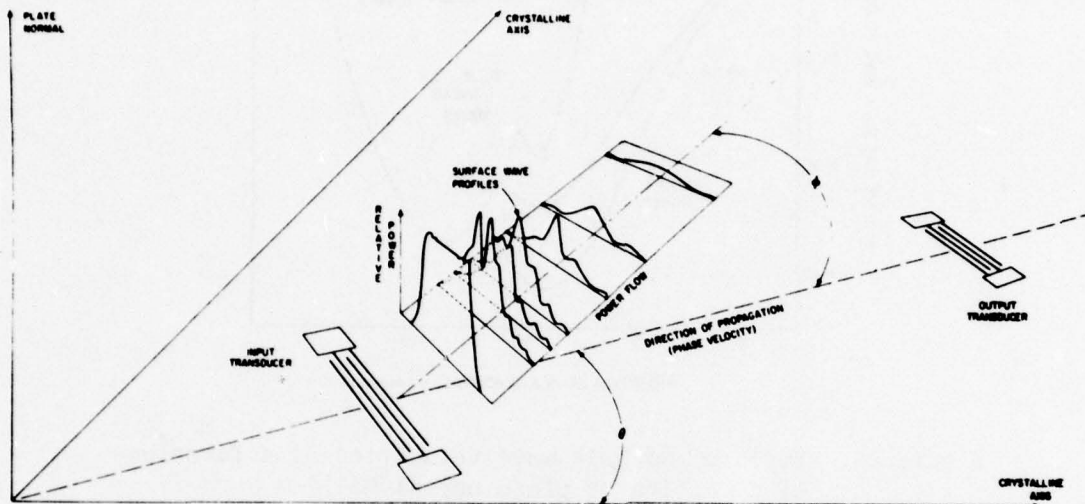 PLATE
NORMAL
CRYSTALLINE
AXIS
SURFACE WAVE
PROFILES
RELATIVE
POWER
POWER FLOW
INPUT
TRANSDUCER
DIRECTION OF PROPAGATION
(PHASE VELOCITY)
OUTPUT
TRANSDUCER
CRYSTALLINE
AXIS